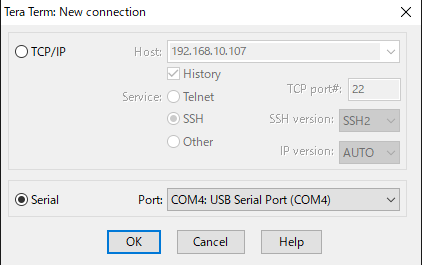 Tera Term: New connection
TCP/IP
Host: 192.168.10.107
History
Service: Telnet
TCP port#: 22
SSH
SSH version: SSH2
Other
IP version: AUTO
Serial
Port: COM4: USB Serial Port (COM4)
OK
Cancel
Help